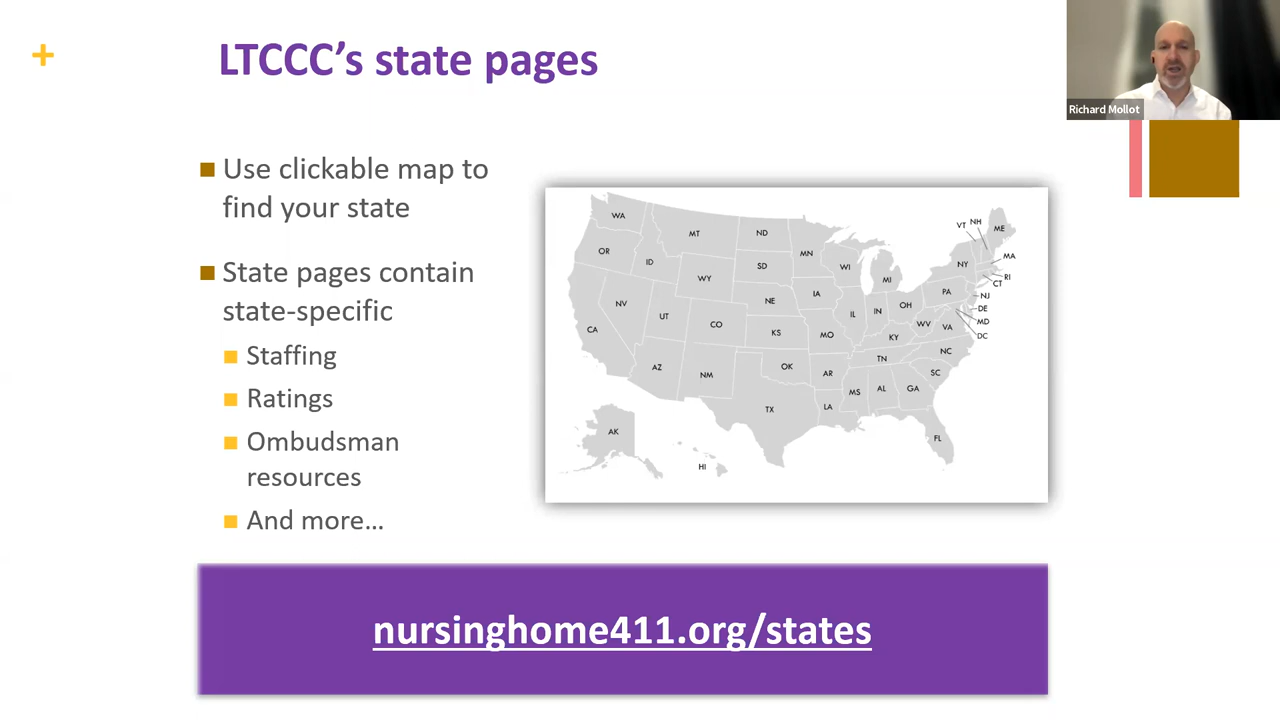 +
LTCCC's state pages
Richard Mollot
Use clickable map to
find your state
State pages contain
state-specific
Staffing
Ratings
Ombudsman
resources
And more...
WA
MT
ND
MN
VT
NH
ME
OR
ID
WY
SD
WI
MI
NY
MA
RI
CT
NV
UT
CO
NE
IA
IL
IN
OH
PA
NJ
DE
MD
DC
CA
KS
MO
KY
WV
VA
AZ
NM
OK
AR
TN
NC
SC
TX
LA
MS
AL
GA
FL
AK
HI
nursinghome411.org/states